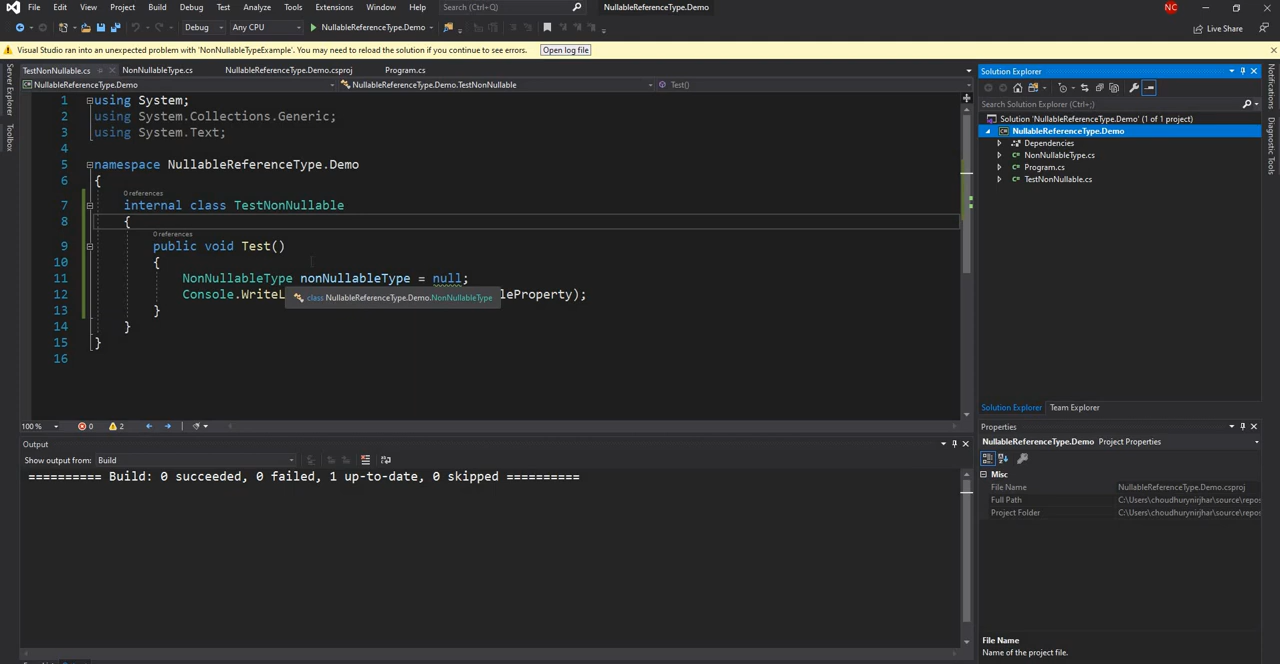 File Edit View Project Build Debug Test Analyze Tools Extensions Window Help Search (Ctrl+Q) NullableReferenceType.Demo NC
Debug Any CPU NullableReferenceType.Demo Live Share
Visual Studio ran into an unexpected problem with 'NonNullableTypeExample'. You may need to reload the solution if you continue to see errors. Open log file
TestNonNullable.cs NonNullableType.cs NullableReferenceType.Demo.csproj Program.cs
NullableReferenceType.Demo NullableReferenceType.Demo.TestNonNullable Test()
1 using System;
2 using System.Collections.Generic;
3 using System.Text;
4
5 namespace NullableReferenceType.Demo
6 {
0 references
7 internal class TestNonNullable
8 {
0 references
9 public void Test()
10 {
11 NonNullableType nonNullableType = null;
12 Console.WriteL leProperty);
class NullableReferenceType.Demo.NonNullableType
13 }
14 }
15 }
16
100 % 0 2
Output
Show output from: Build
========== Build: 0 succeeded, 0 failed, 1 up-to-date, 0 skipped ==========
Server Explorer
Toolbox
Solution Explorer
Search Solution Explorer (Ctrl+;)
Solution 'NullableReferenceType.Demo' (1 of 1 project)
NullableReferenceType.Demo
Dependencies
NonNullableType.cs
Program.cs
TestNonNullable.cs
Solution Explorer Team Explorer
Properties
NullableReferenceType.Demo Project Properties
Misc
File Name NullableReferenceType.Demo.csproj
Full Path C:\Users\choudhurynirjhar\source\repos
Project Folder C:\Users\choudhurynirjhar\source\repos
File Name
Name of the project file.
Notifications
Diagnostic Tools